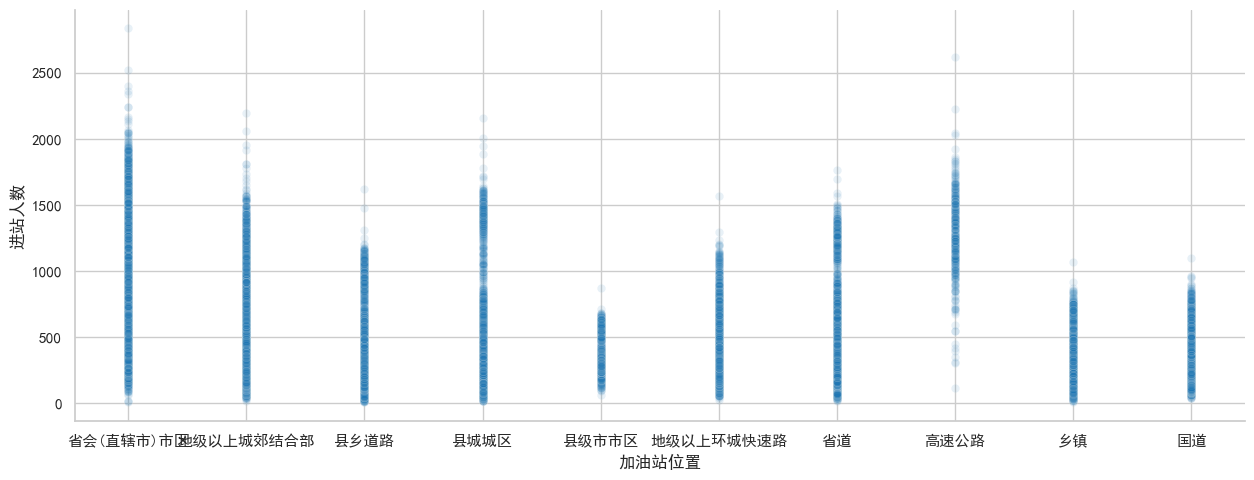 进站人数
2500
2000
1500
1000
500
0
省会(直辖市)市区 地级以上城郊结合部 县乡道路 县城城区 县级市市区 地级以上环城快速路 省道 高速公路 乡镇 国道
加油站位置